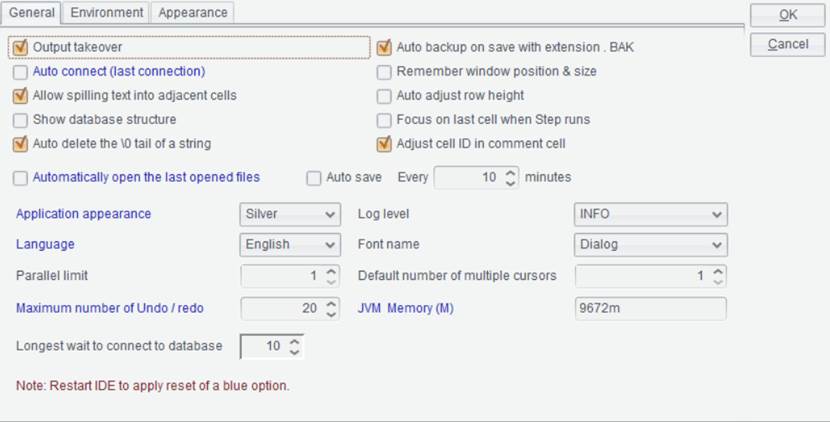 General Environment Appearance
OK
Cancel
Output takeover Auto backup on save with extension . BAK
Auto connect (last connection) Remember window position & size
Allow spilling text into adjacent cells Auto adjust row height
Show database structure Focus on last cell when Step runs
Auto delete the \0 tail of a string Adjust cell ID in comment cell
Automatically open the last opened files Auto save Every 10 minutes
Application appearance Silver Log level INFO
Language English Font name Dialog
Parallel limit 1 Default number of multiple cursors 1
Maximum number of Undo / redo 20 JVM Memory (M) 9672m
Longest wait to connect to database 10
Note: Restart IDE to apply reset of a blue option.